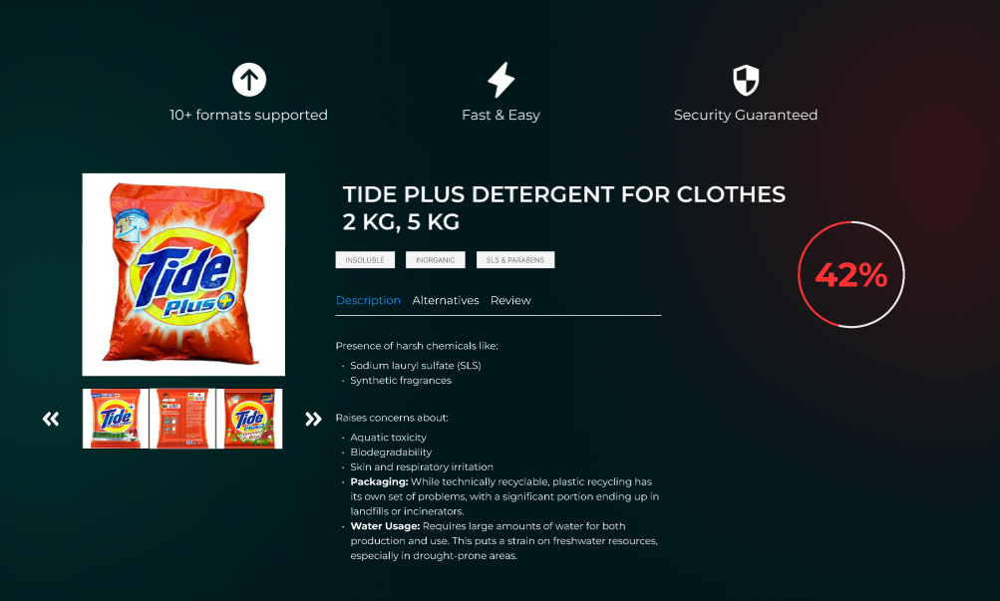 10+ formats supported
Fast & Easy
Security Guaranteed
TIDE PLUS DETERGENT FOR CLOTHES
2 KG, 5 KG
INSOLUBLE
INORGANIC
SLS & PARABENS
42%
Tide
Plus+
Description
Alternatives
Review
Presence of harsh chemicals like:
• Sodium lauryl sulfate (SLS)
• Synthetic fragrances
Tide
Tide
Raises concerns about:
• Aquatic toxicity
• Biodegradability
• Skin and respiratory irritation
• Packaging: While technically recyclable, plastic recycling has
its own set of problems, with a significant portion ending up in
landfills or incinerators.
• Water Usage: Requires large amounts of water for both
production and use. This puts a strain on freshwater resources,
especially in drought-prone areas.